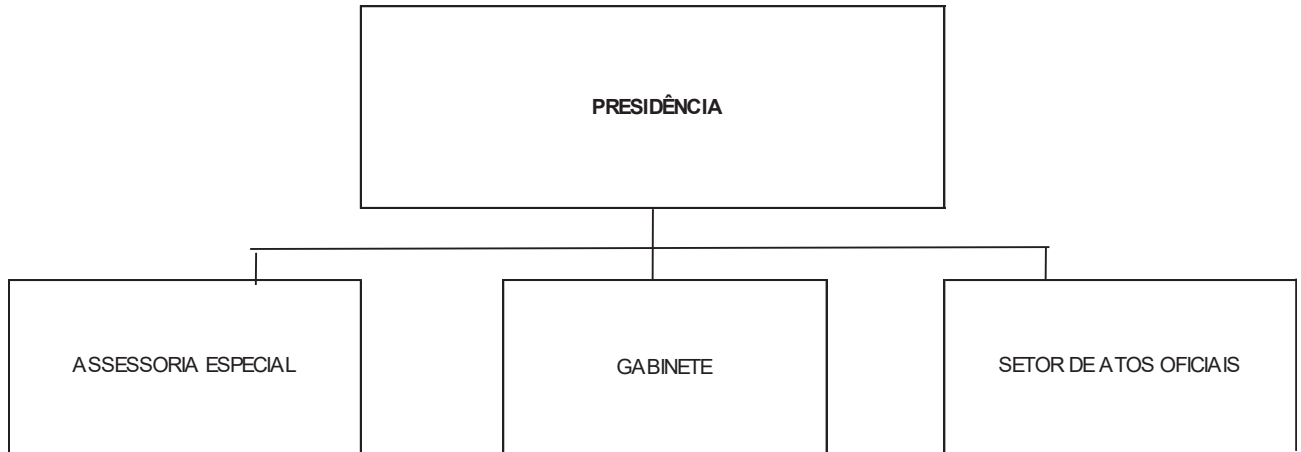 PRESIDÊNCIA
ASSESSORIA ESPECIAL
GABINETE
SETOR DE ATOS OFICIAIS